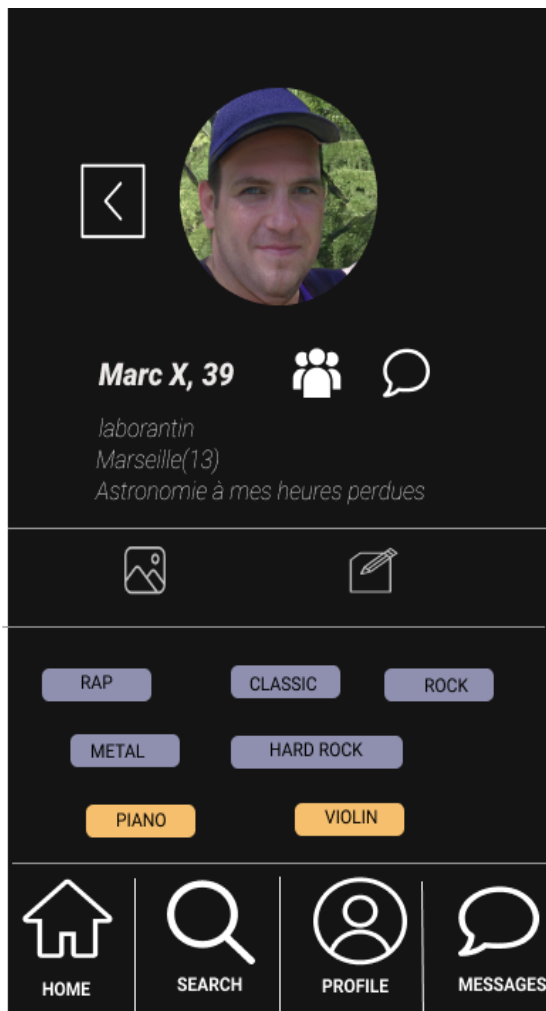 Marc X, 39
laborantin
Marseille(13)
Astronomie à mes heures perdues
RAP
CLASSIC
ROCK
METAL
HARD ROCK
PIANO
VIOLIN
HOME
SEARCH
PROFILE
MESSAGES